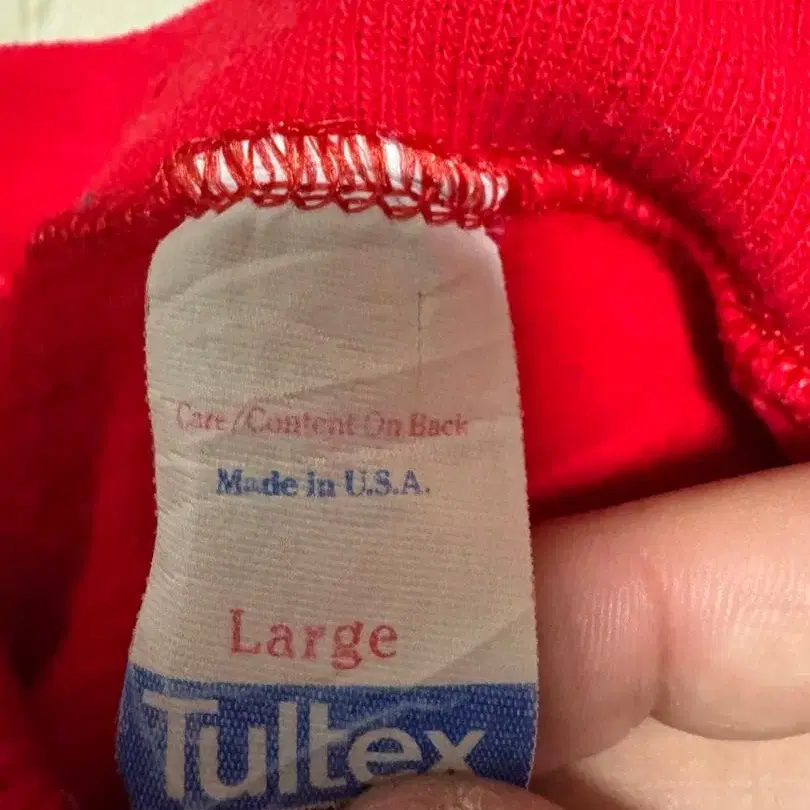 Care/Content On Back
Made in U.S.A.
Large
Tultex